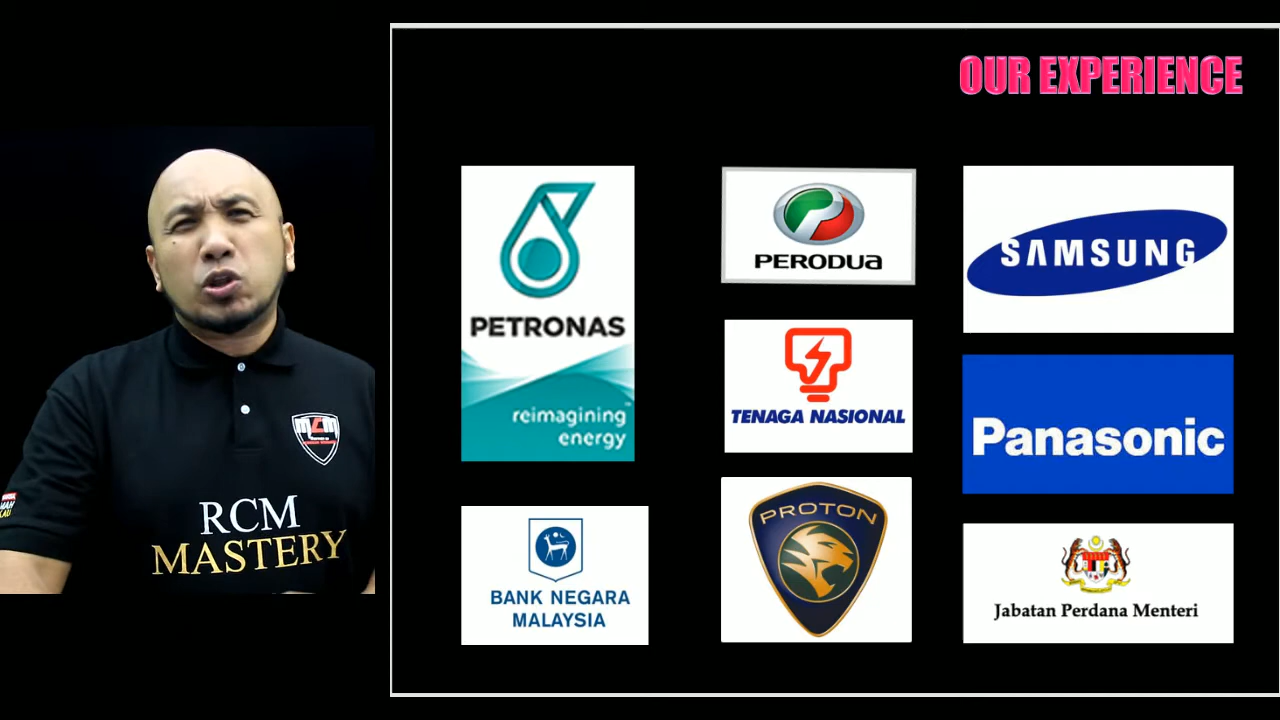 OUR EXPERIENCE
PETRONAS
reimagining
energy
PERODUA
SAMSUNG
TENAGA NASIONAL
Panasonic
BANK NEGARA
MALAYSIA
PROTON
Jabatan Perdana Menteri
RCM
MASTERY